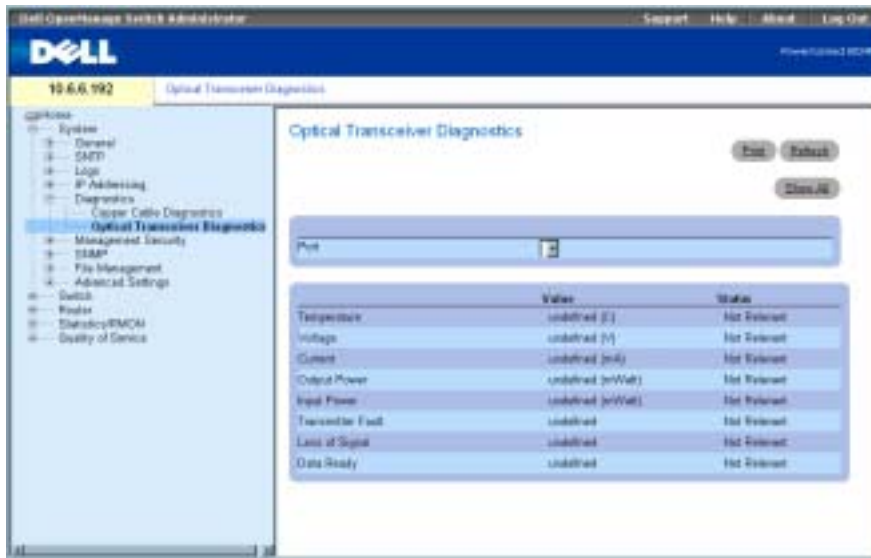 Dell OpenManage Switch Administrator
Support Help About Log Out
DELL
10.6.6.192
Optical Transceiver Diagnostics
Home
System
General
SNTP
Logs
IP Addressing
Diagnostics
Copper Cable Diagnostics
Optical Transceiver Diagnostics
Management Security
SNMP
File Management
Advanced Settings
Switch
Router
Statistics/RMON
Quality of Service
Optical Transceiver Diagnostics
Print Refresh
Show All
Port
Value Status
Temperature undefined (C) Not Relevant
Voltage undefined (V) Not Relevant
Current undefined (mA) Not Relevant
Output Power undefined (mWatt) Not Relevant
Input Power undefined (mWatt) Not Relevant
Transmitter Fault undefined Not Relevant
Loss of Signal undefined Not Relevant
Data Ready undefined Not Relevant